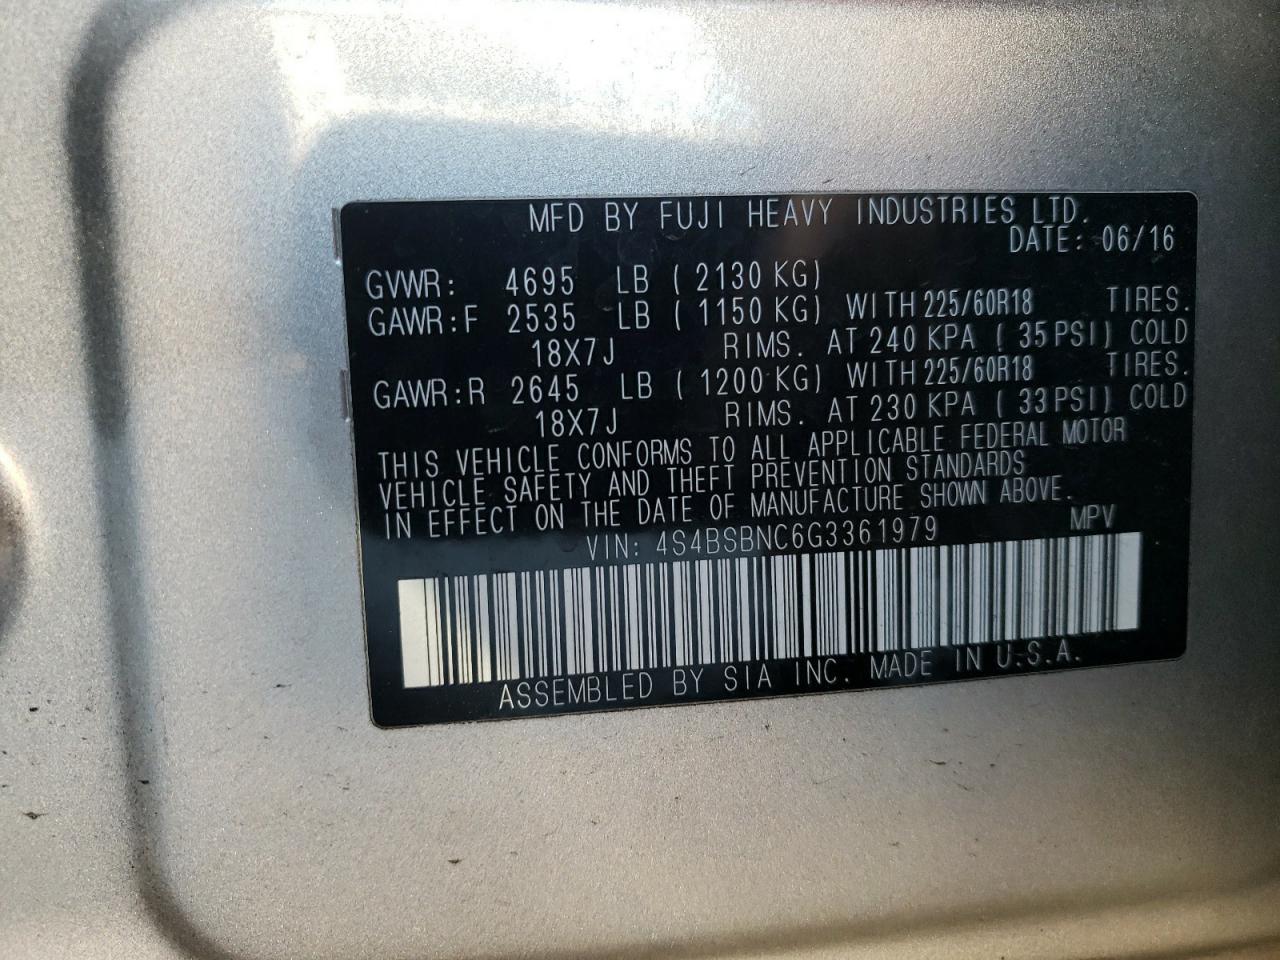 MFD BY FUJI HEAVY INDUSTRIES LTD.
DATE: 06/16
GVWR: 4695 LB ( 2130 KG)
GAWR:F 2535 LB ( 1150 KG) WITH 225/60R18 TIRES.
18X7J RIMS. AT 240 KPA ( 35 PSI) COLD
GAWR:R 2645 LB ( 1200 KG) WITH 225/60R18 TIRES.
18X7J RIMS. AT 230 KPA ( 33 PSI) COLD
THIS VEHICLE CONFORMS TO ALL APPLICABLE FEDERAL MOTOR
VEHICLE SAFETY AND THEFT PREVENTION STANDARDS
IN EFFECT ON THE DATE OF MANUFACTURE SHOWN ABOVE.
VIN: 4S4BSBNC6G3361979 MPV
ASSEMBLED BY SIA INC. MADE IN U.S.A.